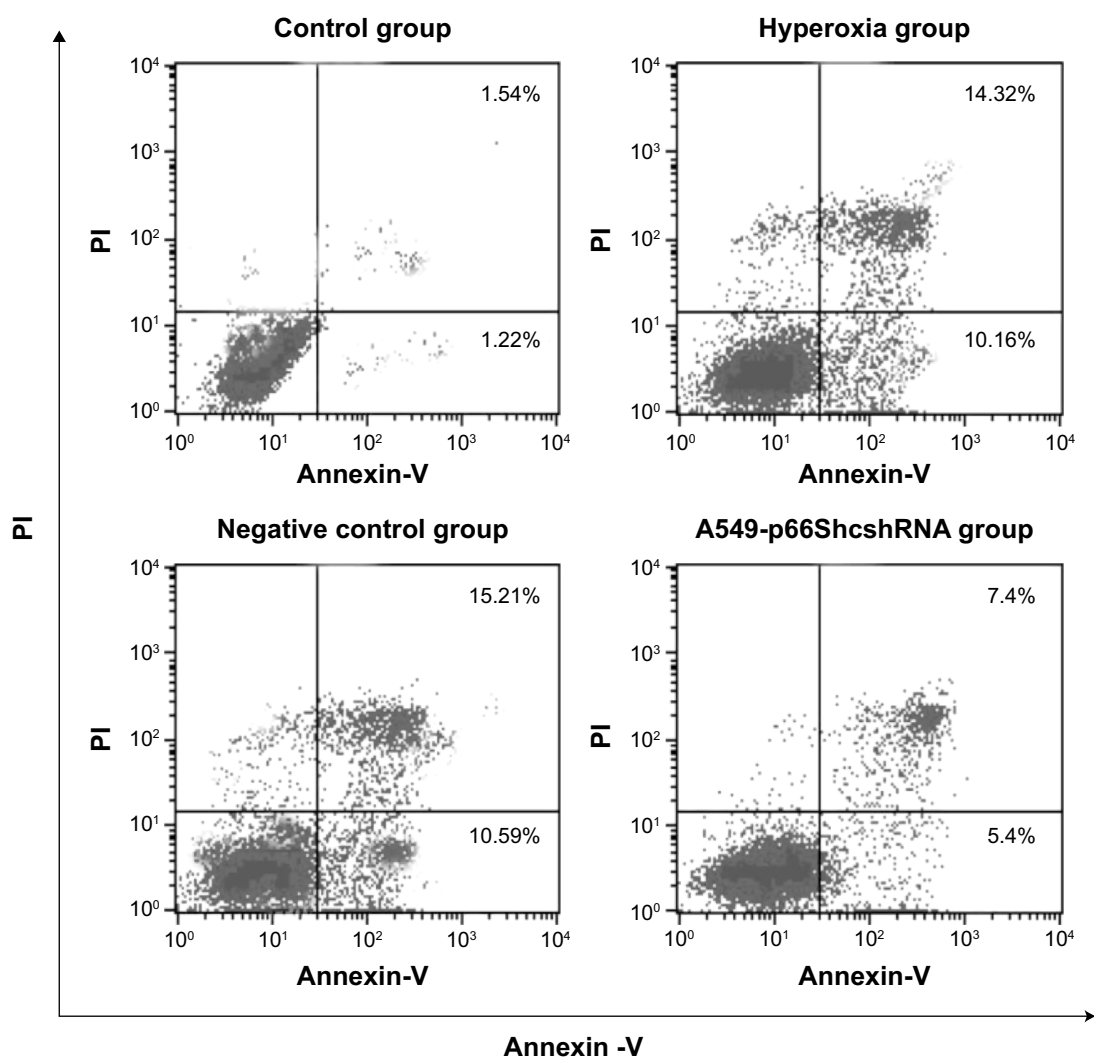 Control group
10⁴
10³
10²
10¹
10⁰
PI
1.54%
1.22%
10⁰ 10¹ 10² 10³ 10⁴
Annexin-V
Hyperoxia group
10⁴
10³
10²
10¹
10⁰
PI
14.32%
10.16%
10⁰ 10¹ 10² 10³ 10⁴
Annexin-V
PI
Negative control group
10⁴
10³
10²
10¹
10⁰
PI
15.21%
10.59%
10⁰ 10¹ 10² 10³ 10⁴
Annexin-V
A549-p66ShcshRNA group
10⁴
10³
10²
10¹
10⁰
PI
7.4%
5.4%
10⁰ 10¹ 10² 10³ 10⁴
Annexin-V
Annexin -V